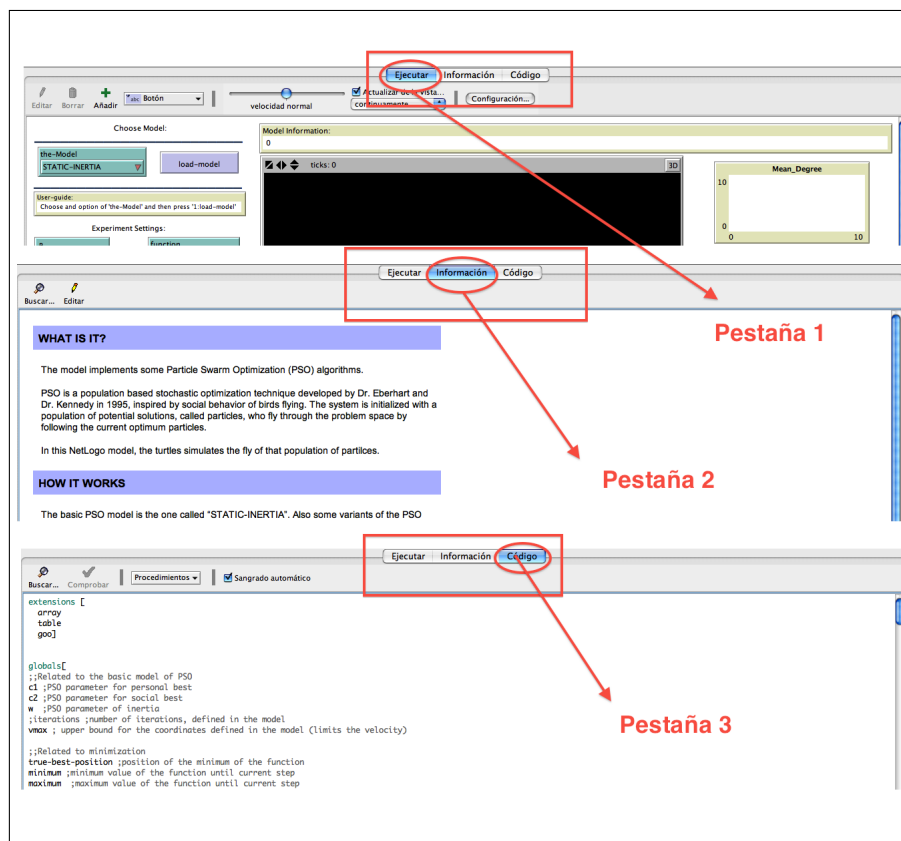 Ejecutar Información Código
Editar Borrar Añadir abc Botón velocidad normal Actualizar de la vista... continuamente Configuración...
Choose Model:
Model Information:
0
the-Model
STATIC-INERTIA
load-model
ticks: 0 3D
Mean_Degree
10
0
0 10
User-guide:
Choose and option of 'the-Model' and then press '1:load-model'
Experiment Settings:
function
Pestaña 1
Ejecutar Información Código
Buscar... Editar
WHAT IS IT?
The model implements some Particle Swarm Optimization (PSO) algorithms.
PSO is a population based stochastic optimization technique developed by Dr. Eberhart and
Dr. Kennedy in 1995, inspired by social behavior of birds flying. The system is initialized with a
population of potential solutions, called particles, who fly through the problem space by
following the current optimum particles.
In this NetLogo model, the turtles simulates the fly of that population of partilces.
HOW IT WORKS
The basic PSO model is the one called "STATIC-INERTIA". Also some variants of the PSO
Pestaña 2
Ejecutar Información Código
Buscar... Comprobar Procedimientos Sangrado automático
extensions [
array
table
goo]
globals[
;;Related to the basic model of PSO
c1 ;PSO parameter for personal best
c2 ;PSO parameter for social best
w ;PSO parameter of inertia
;iterations ;number of iterations, defined in the model
vmax ; upper bound for the coordinates defined in the model (limits the velocity)
;;Related to minimization
true-best-position ;position of the minimum of the function
minimum ;minimum value of the function until current step
maximum ;maximum value of the function until current step
Pestaña 3